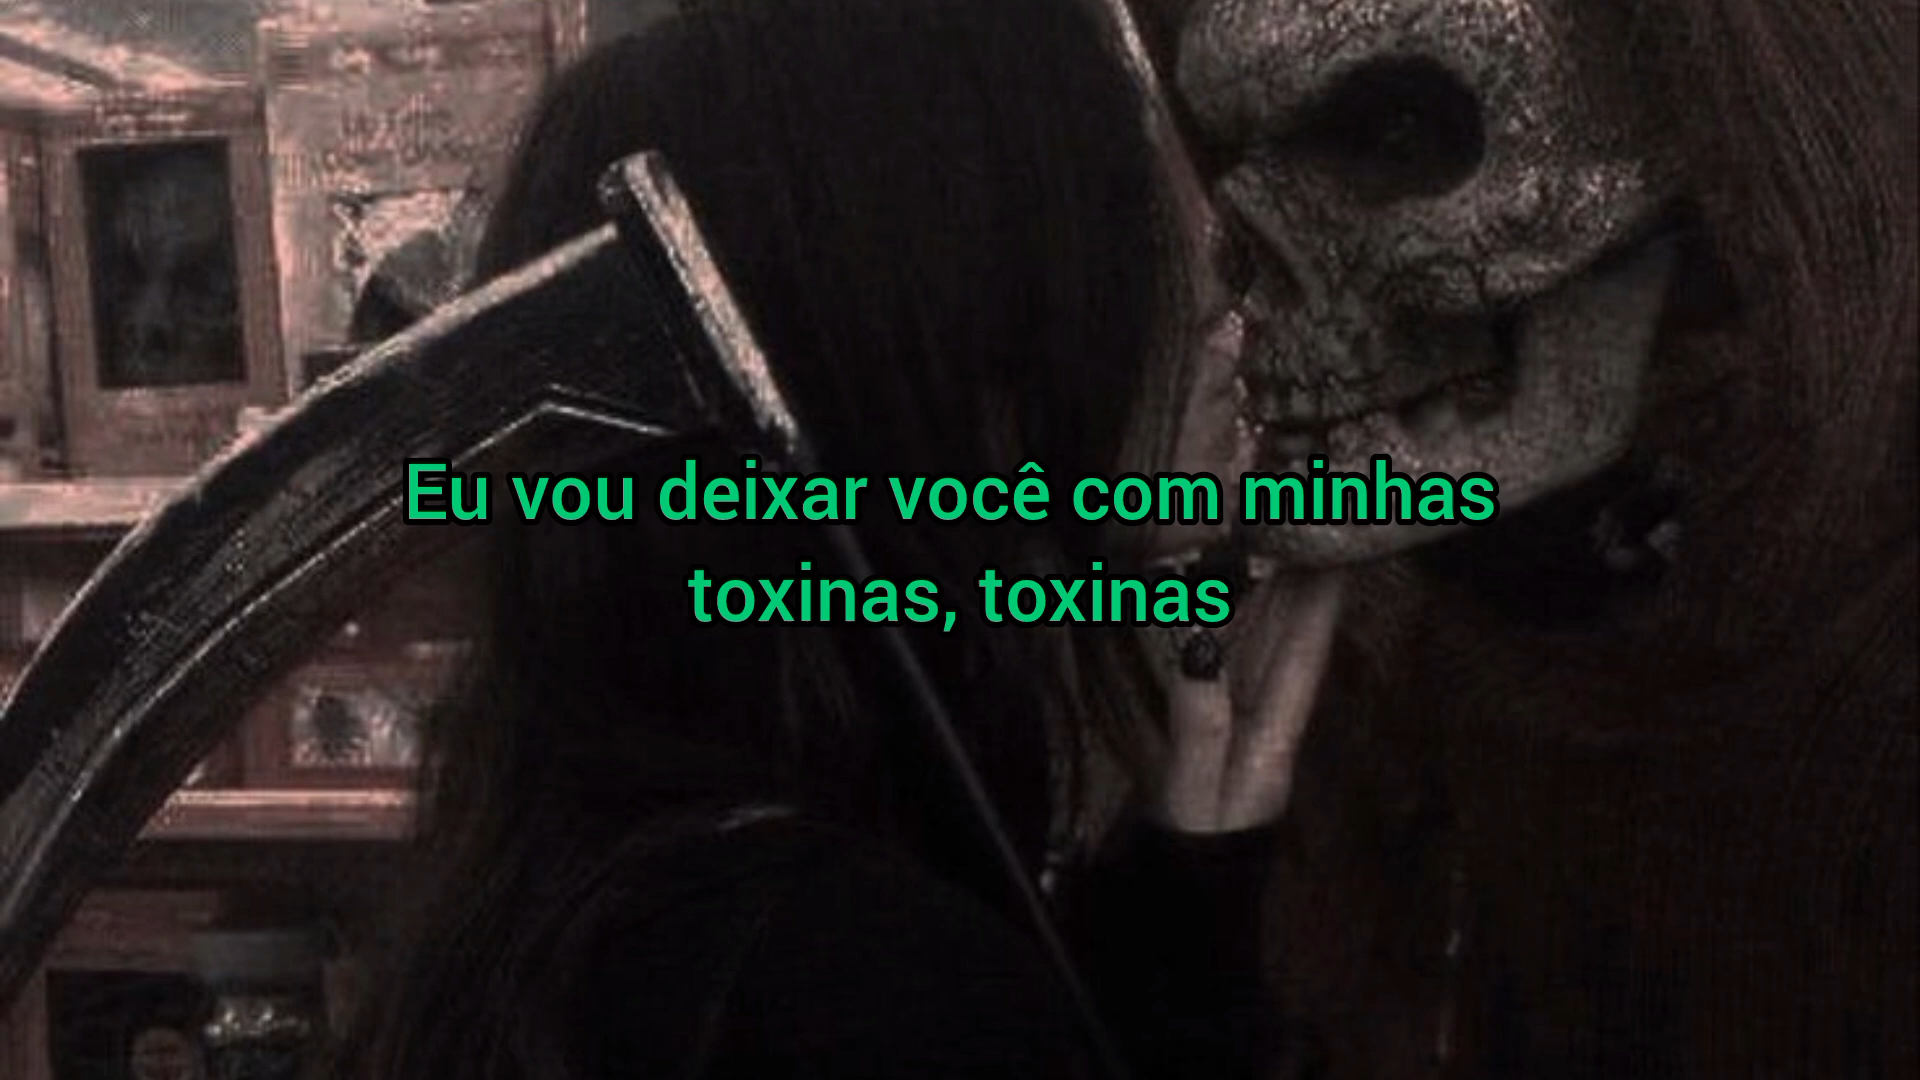 Eu vou deixar você com minhas
toxinas, toxinas